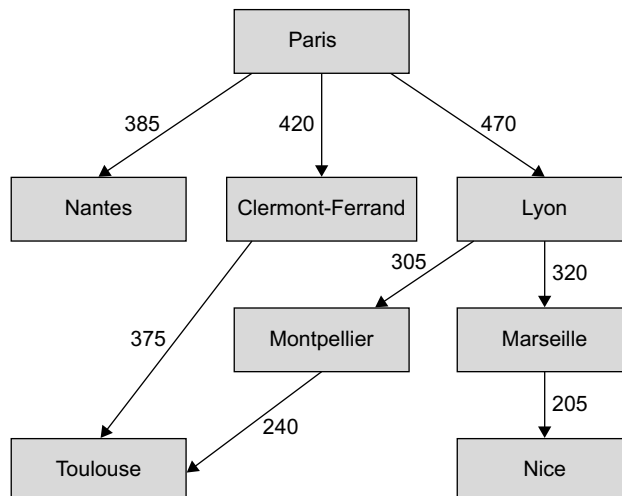 Paris
385
420
470
Nantes
Clermont-Ferrand
Lyon
305
320
375
Montpellier
Marseille
240
205
Toulouse
Nice